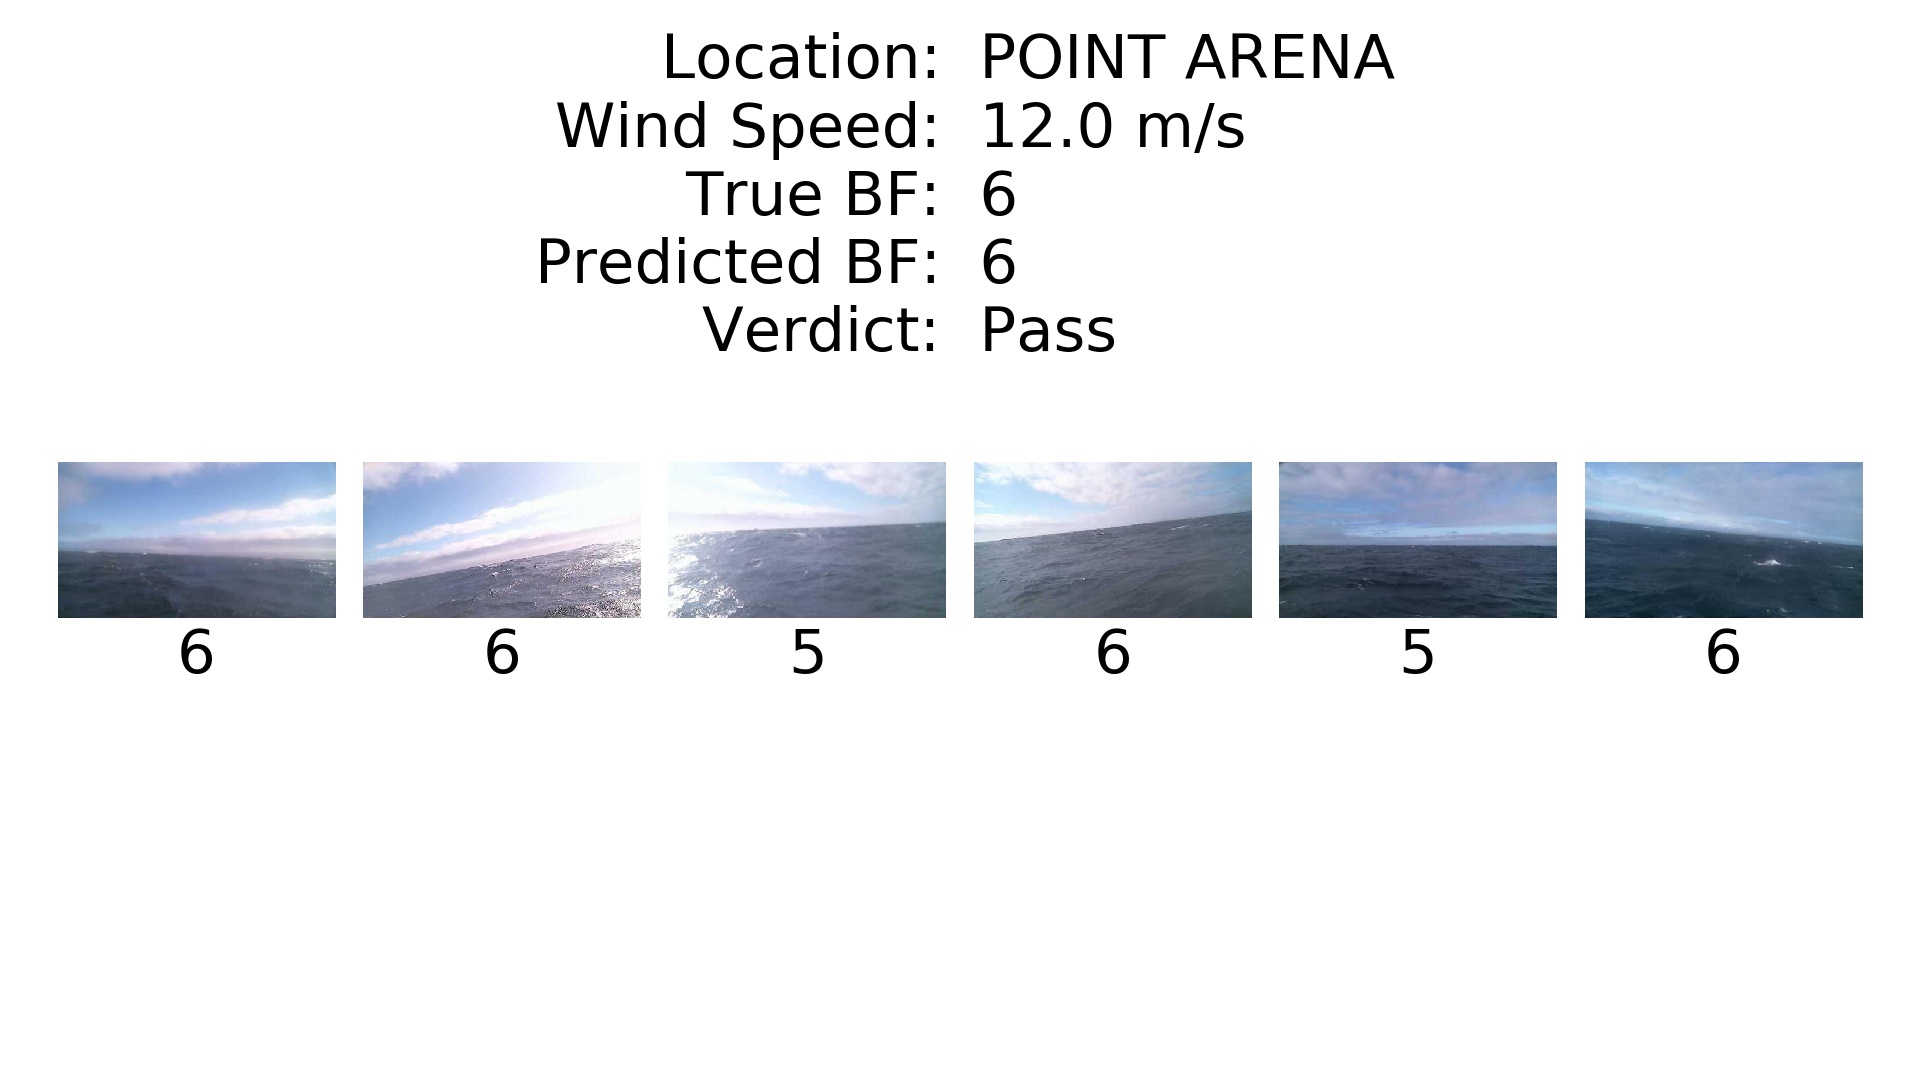 Location: POINT ARENA
Wind Speed: 12.0 m/s
True BF: 6
Predicted BF: 6
Verdict: Pass
6 6 5 6 5 6